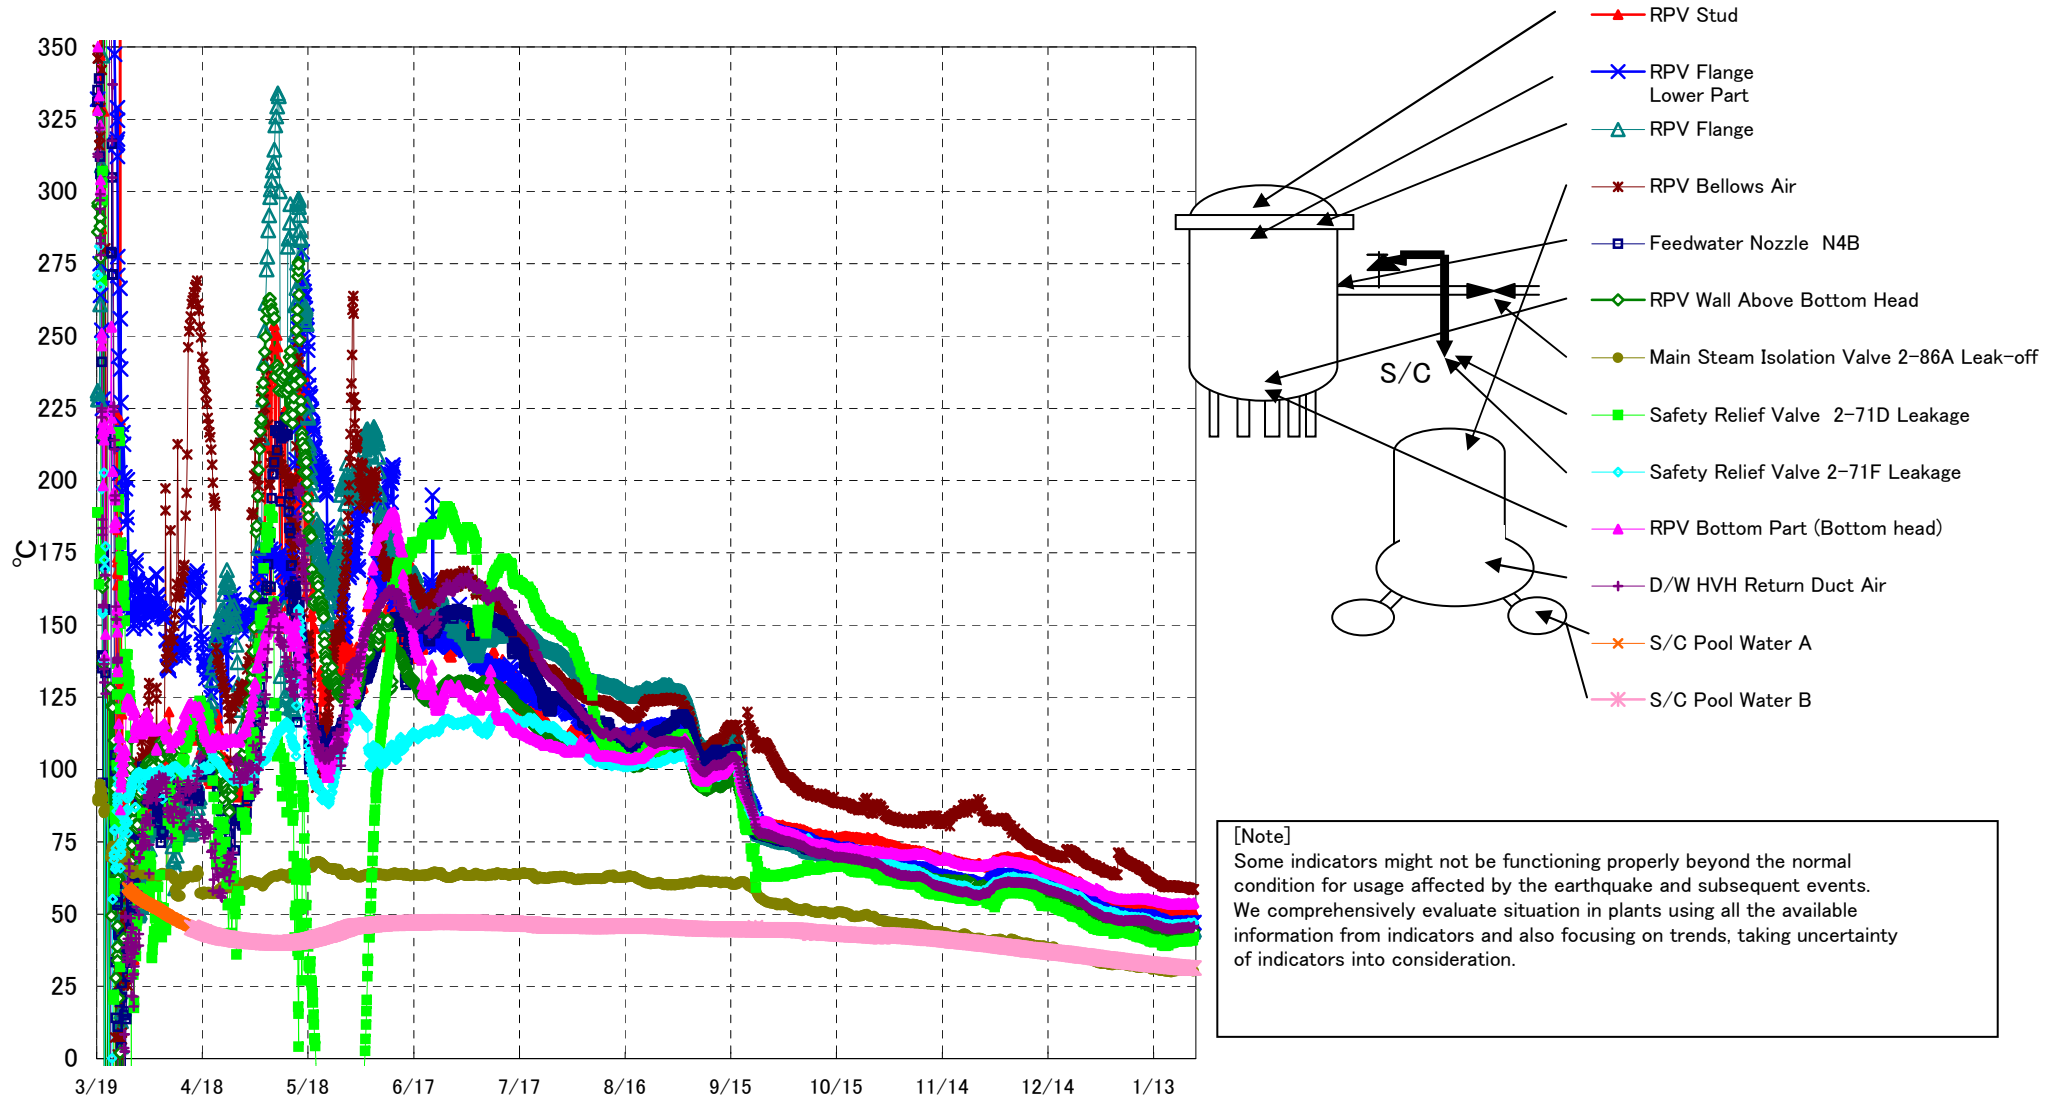 350
325
300
275
250
225
200
175
150
125
100
75
50
25
0
℃
3/19
4/18
5/18
6/17
7/17
8/16
9/15
10/15
11/14
12/14
1/13
S/C
RPV Stud
RPV Flange
Lower Part
RPV Flange
RPV Bellows Air
Feedwater Nozzle N4B
RPV Wall Above Bottom Head
Main Steam Isolation Valve 2-86A Leak-off
Safety Relief Valve 2-71D Leakage
Safety Relief Valve 2-71F Leakage
RPV Bottom Part (Bottom head)
D/W HVH Return Duct Air
S/C Pool Water A
S/C Pool Water B
[Note]
Some indicators might not be functioning properly beyond the normal
condition for usage affected by the earthquake and subsequent events.
We comprehensively evaluate situation in plants using all the available
information from indicators and also focusing on trends, taking uncertainty
of indicators into consideration.